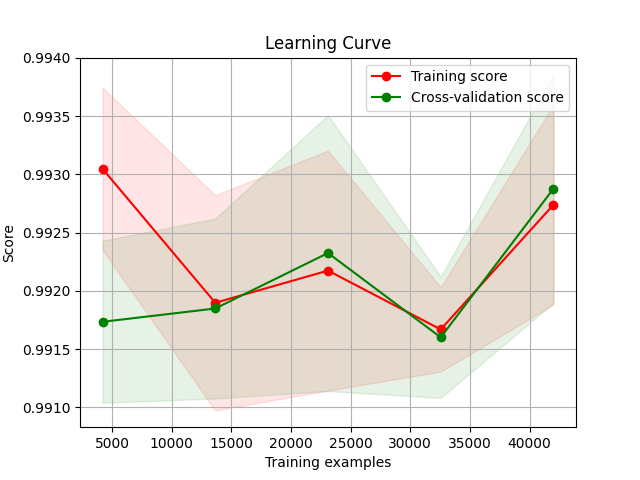 Learning Curve
0.9940
0.9935
0.9930
0.9925
0.9920
0.9915
0.9910
Score
Training score
Cross-validation score
5000 10000 15000 20000 25000 30000 35000 40000
Training examples